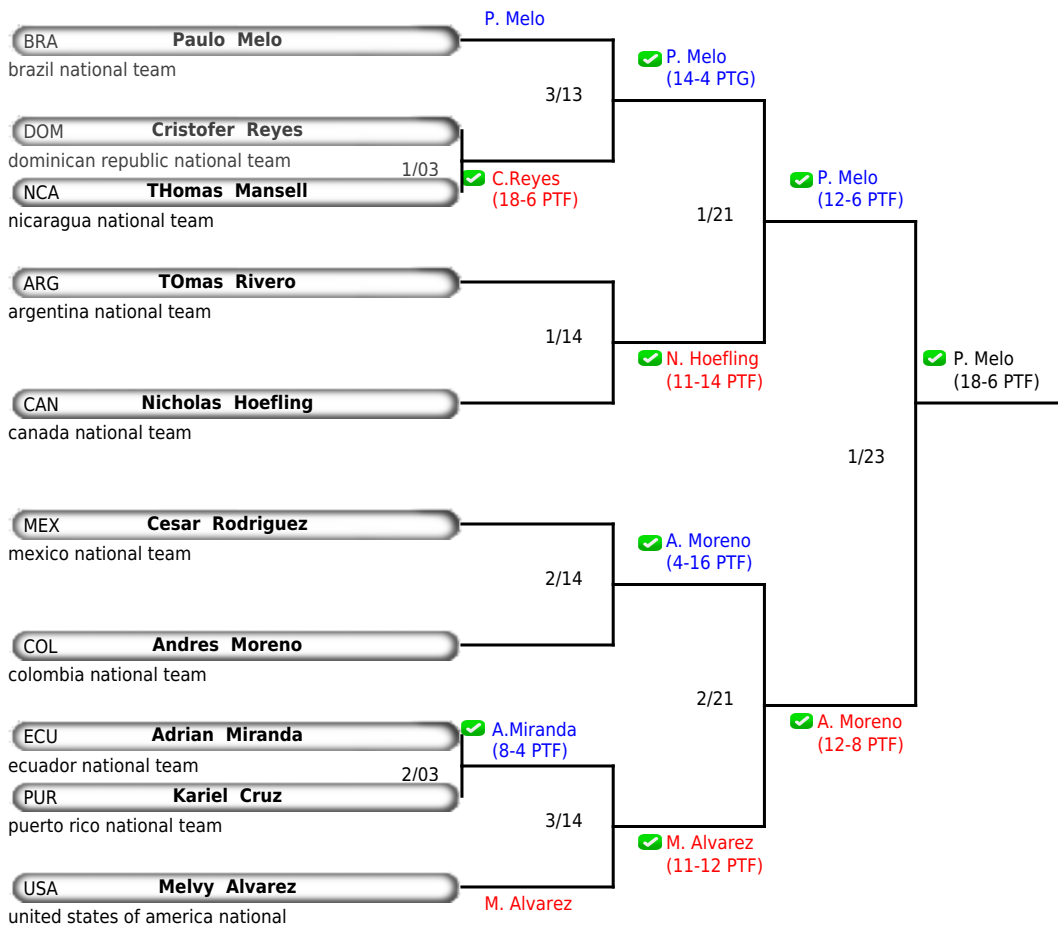 P. Melo
BRA Paulo Melo
brazil national team
P. Melo
(14-4 PTG)
3/13
DOM Cristofer Reyes
dominican republic national team
1/03
C.Reyes
(18-6 PTF)
NCA THomas Mansell
nicaragua national team
P. Melo
(12-6 PTF)
1/21
ARG TOmas Rivero
argentina national team
1/14
N. Hoefling
(11-14 PTF)
P. Melo
(18-6 PTF)
CAN Nicholas Hoefling
canada national team
1/23
MEX Cesar Rodriguez
mexico national team
A. Moreno
(4-16 PTF)
2/14
COL Andres Moreno
colombia national team
2/21
A. Moreno
(12-8 PTF)
ECU Adrian Miranda
ecuador national team
A.Miranda
(8-4 PTF)
2/03
PUR Kariel Cruz
puerto rico national team
3/14
M. Alvarez
(11-12 PTF)
USA Melvy Alvarez
united states of america national
M. Alvarez